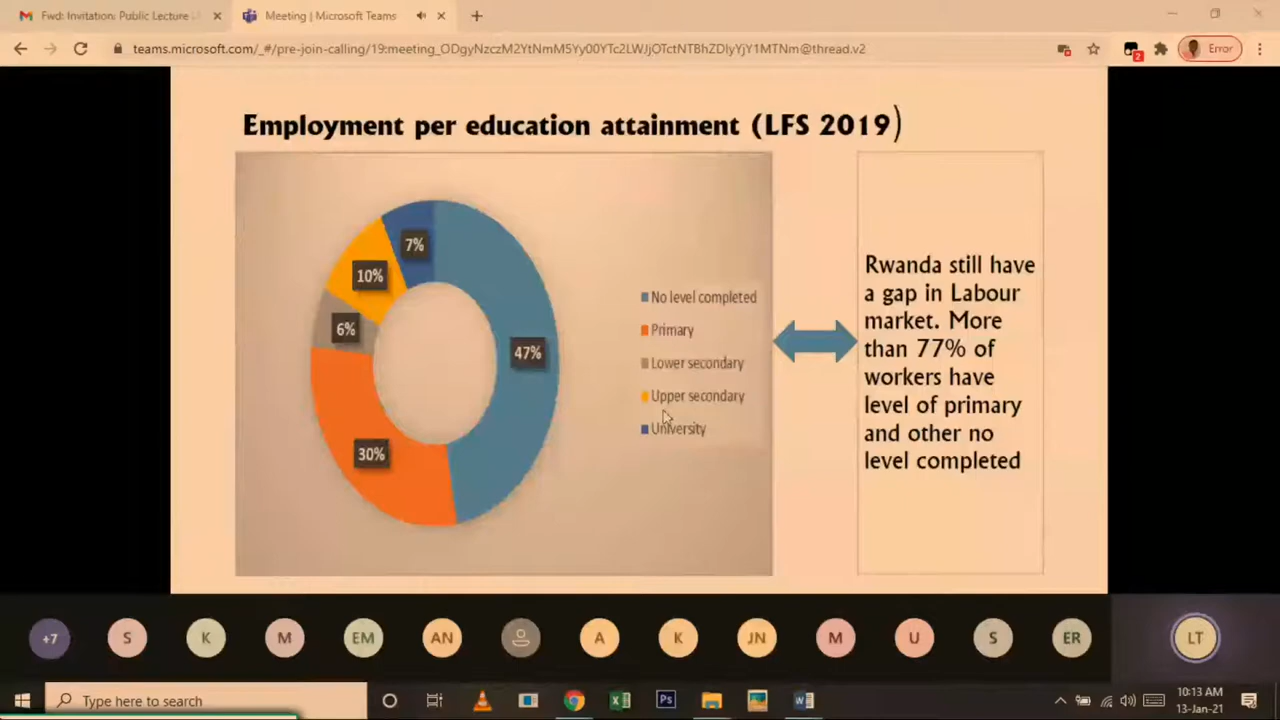 Fwd: Invitation: Public Lecture
Meeting | Microsoft Teams
teams.microsoft.com/_#/pre-join-calling/19:meeting_ODgyNzczM2YtNmM5Yy00YTc2LWJjOTctNTBhZDIyYjY1MTNm@thread.v2
2
Error
Employment per education attainment (LFS 2019)
7%
10%
6%
47%
30%
No level completed
Primary
Lower secondary
Upper secondary
University
Rwanda still have
a gap in Labour
market. More
than 77% of
workers have
level of primary
and other no
level completed
+7
S
K
M
EM
AN
A
K
JN
M
U
S
ER
LT
Type here to search
Ps
10:13 AM
13-Jan-21